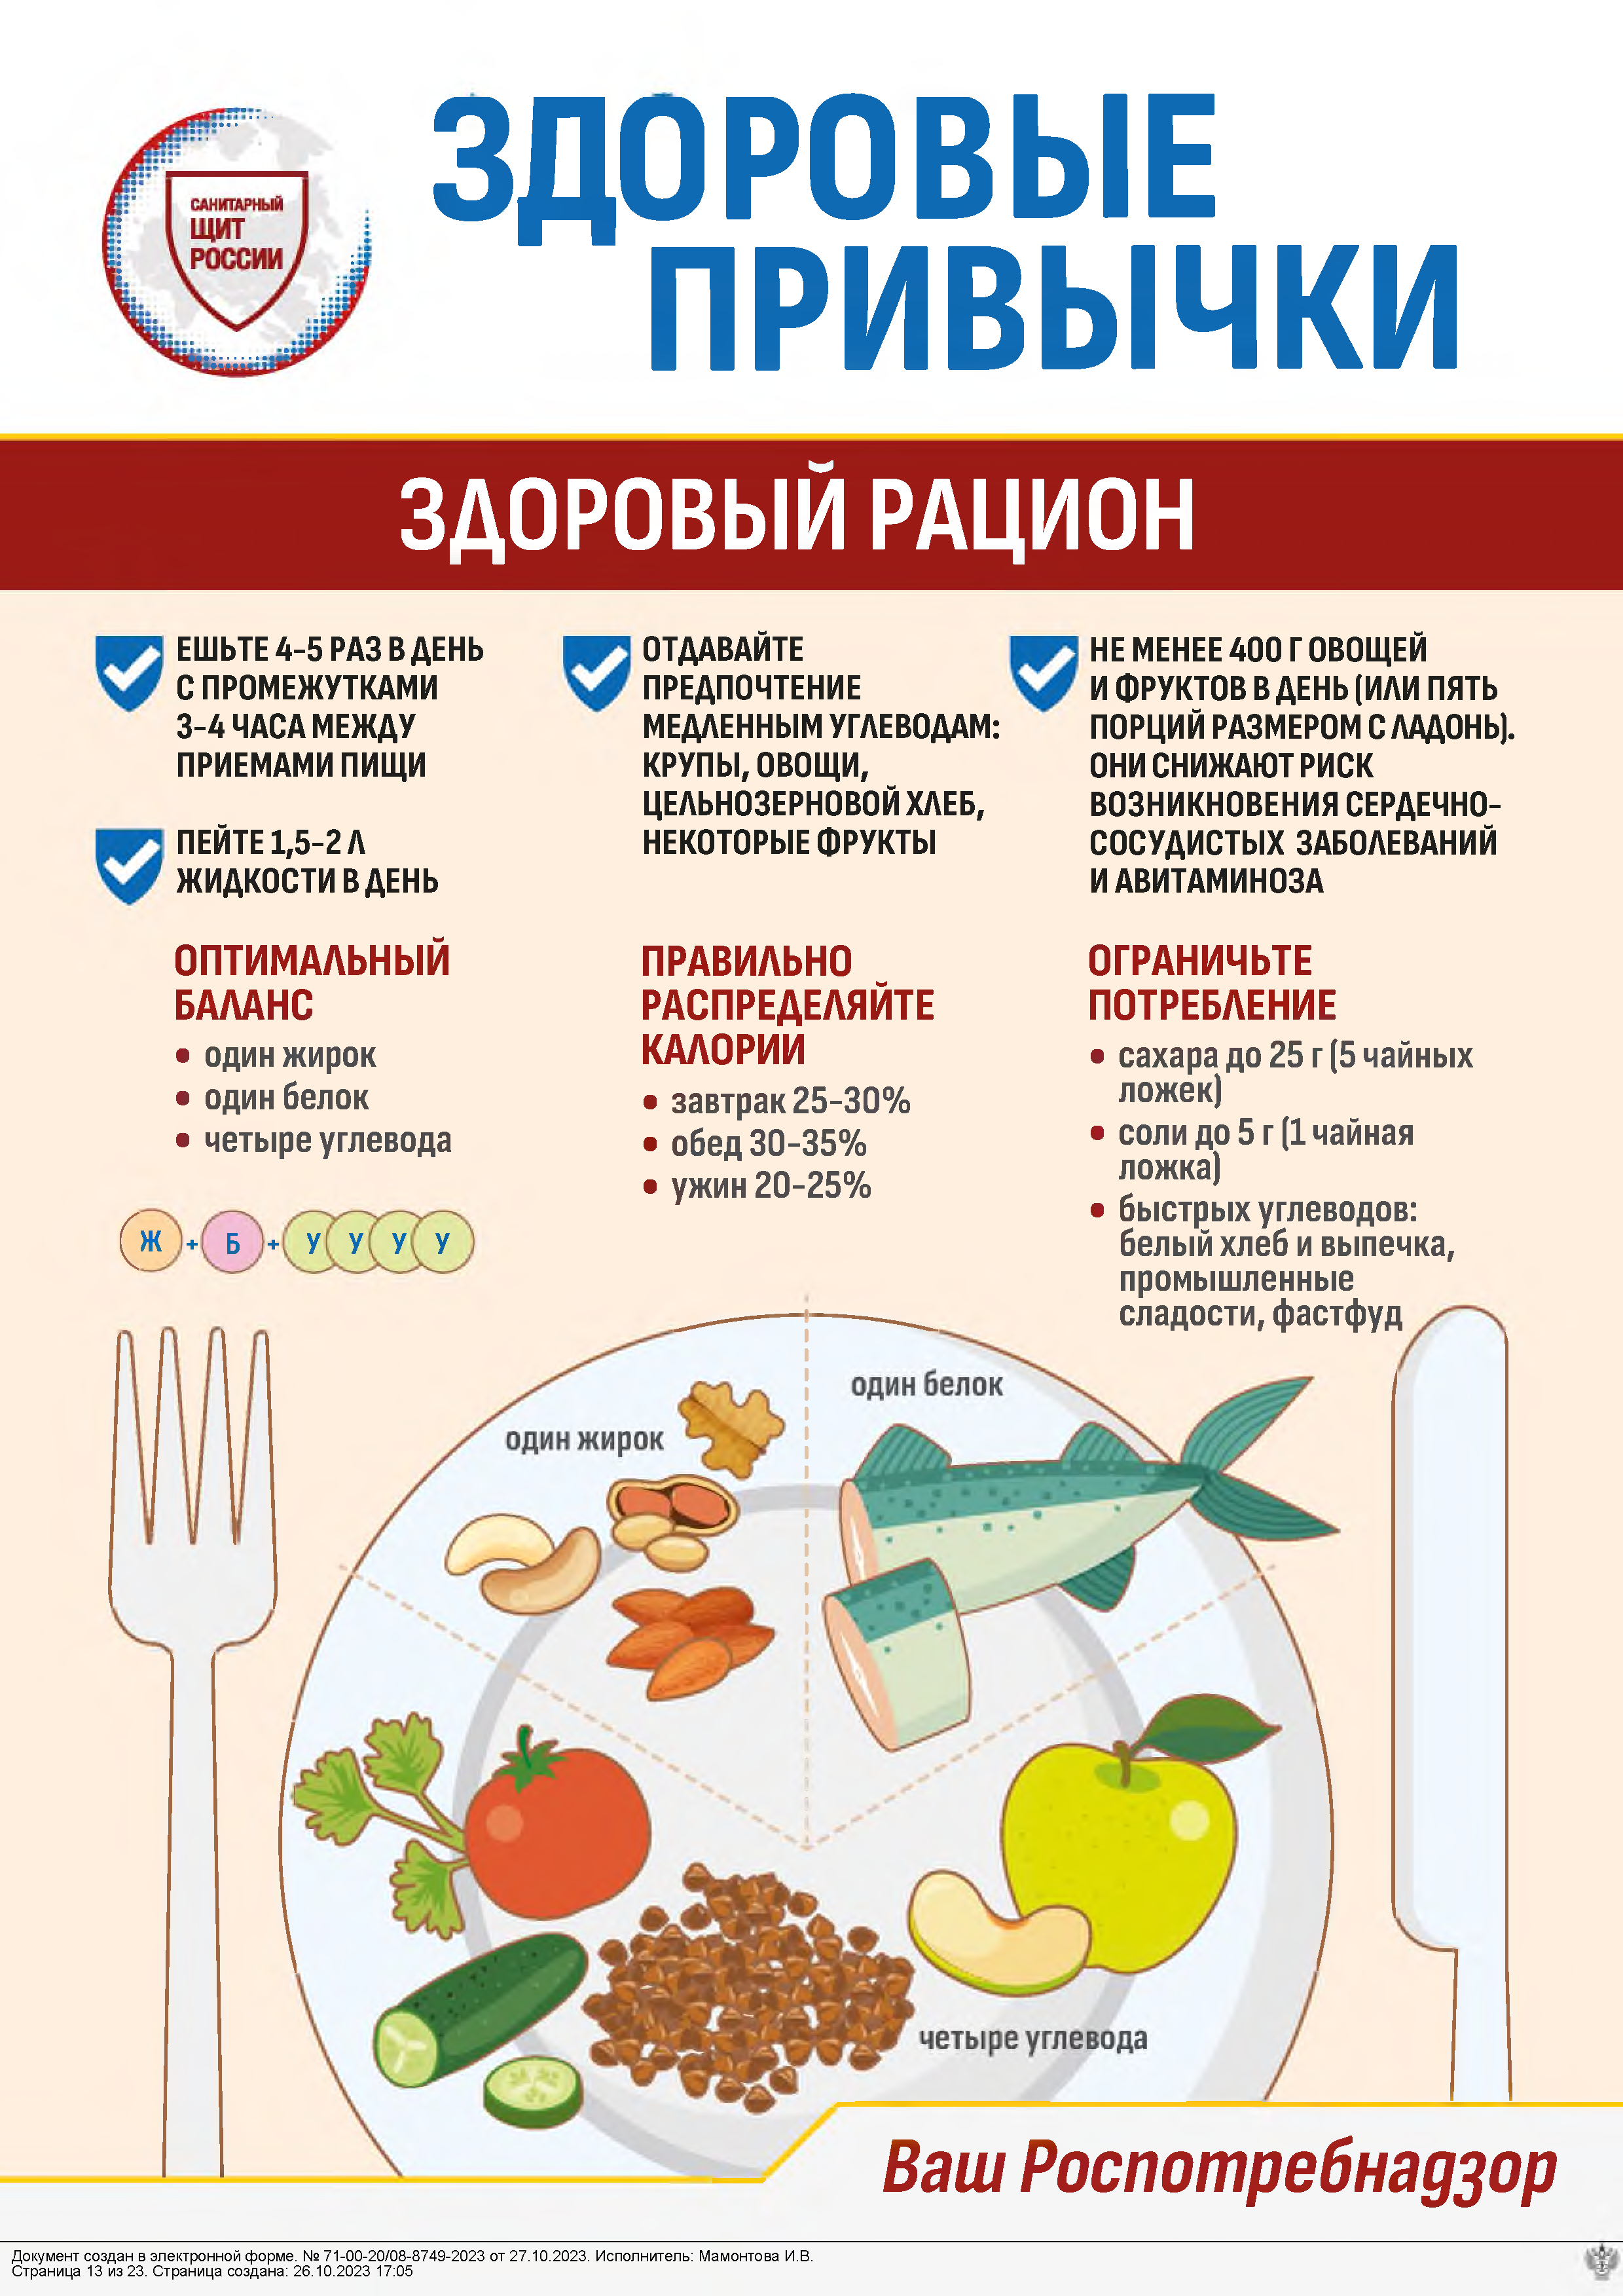 САНИТАРНЫЙ
ЩИТ
РОССИИ
ЗДОРОВЫЕ
ПРИВЫЧКИ
ЗДОРОВЫЙ РАЦИОН
ЕШЬТЕ 4-5 РАЗ В ДЕНЬ
С ПРОМЕЖУТКАМИ
3-4 ЧАСА МЕЖДУ
ПРИЕМАМИ ПИЩИ
ПЕЙТЕ 1,5-2 Л
ЖИДКОСТИ В ДЕНЬ
ОТДАВАЙТЕ
ПРЕДПОЧТЕНИЕ
МЕДЛЕННЫМ УГЛЕВОДАМ:
КРУПЫ, ОВОЩИ,
ЦЕЛЬНОЗЕРНОВОЙ ХЛЕБ,
НЕКОТОРЫЕ ФРУКТЫ
НЕ МЕНЕЕ 400 Г ОВОЩЕЙ
И ФРУКТОВ В ДЕНЬ (ИЛИ ПЯТЬ
ПОРЦИЙ РАЗМЕРОМ С ЛАДОНЬ).
ОНИ СНИЖАЮТ РИСК
ВОЗНИКНОВЕНИЯ СЕРДЕЧНО-
СОСУДИСТЫХ ЗАБОЛЕВАНИЙ
И АВИТАМИНОЗА
ОПТИМАЛЬНЫЙ
БАЛАНС
• один жирок
• один белок
• четыре углевода
Ж + Б + У У У У
ПРАВИЛЬНО
РАСПРЕДЕЛЯЙТЕ
КАЛОРИИ
• завтрак 25-30%
• обед 30-35%
• ужин 20-25%
ОГРАНИЧЬТЕ
ПОТРЕБЛЕНИЕ
• сахара до 25 г (5 чайных
ложек)
• соли до 5 г (1 чайная
ложка)
• быстрых углеводов:
белый хлеб и выпечка,
промышленные
сладости, фастфуд
один белок
один жирок
четыре углевода
Ваш Роспотребнадзор
Документ создан в электронной форме. № 71-00-20/08-8749-2023 от 27.10.2023. Исполнитель: Мамонтова И.В.
Страница 13 из 23. Страница создана: 26.10.2023 17:05